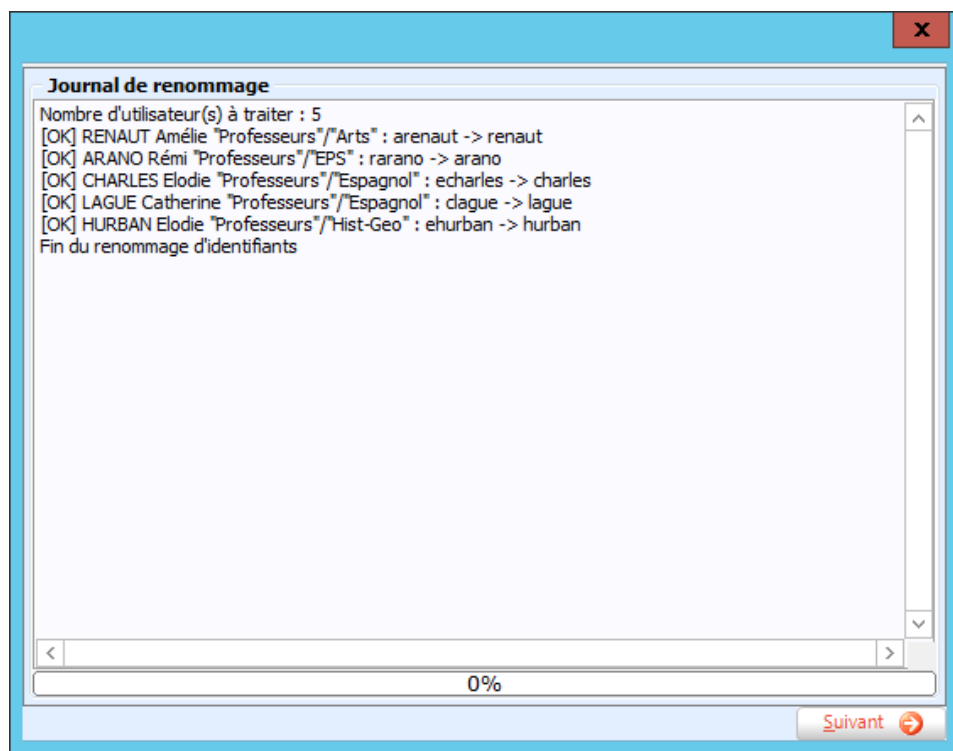 x
Journal de renommage
Nombre d'utilisateur(s) à traiter : 5
[OK] RENAUT Amélie "Professeurs"/"Arts" : arenaut -> renaut
[OK] ARANO Rémi "Professeurs"/"EPS" : rarano -> arano
[OK] CHARLES Elodie "Professeurs"/"Espagnol" : echarles -> charles
[OK] LAGUE Catherine "Professeurs"/"Espagnol" : clague -> lague
[OK] HURBAN Elodie "Professeurs"/"Hist-Geo" : ehurban -> hurban
Fin du renommage d'identifiants
0%
Suivant